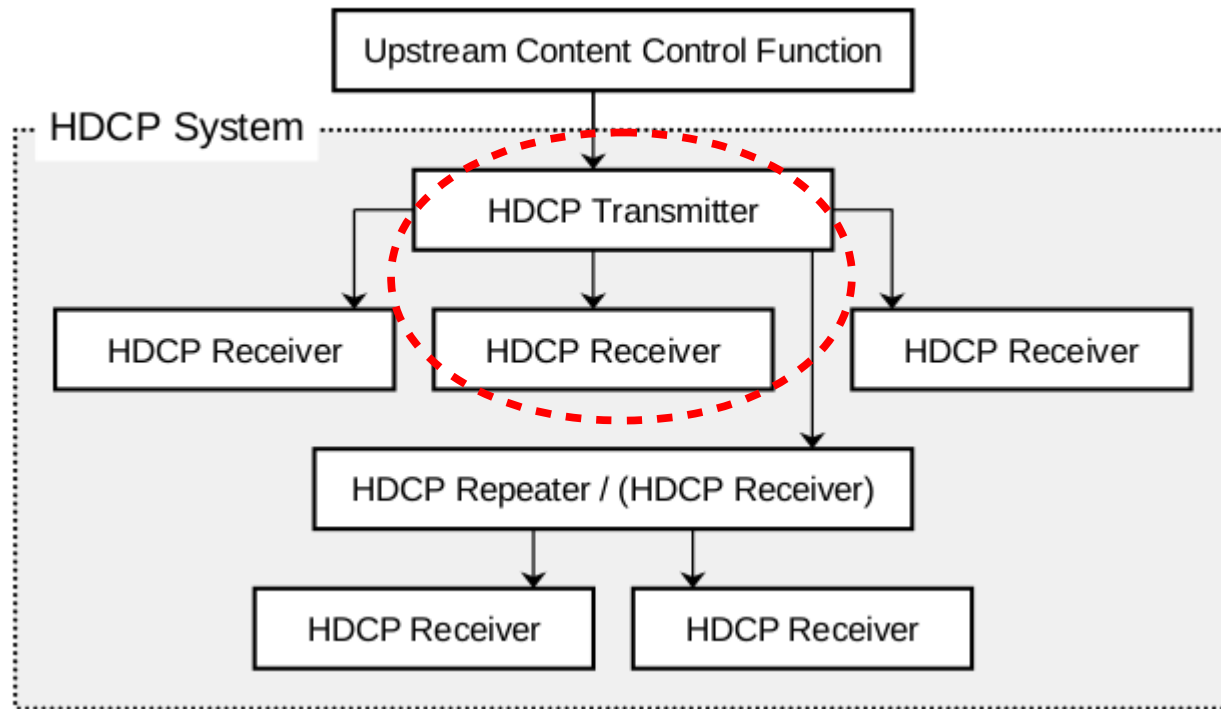 Upstream Content Control Function
HDCP System
HDCP Transmitter
HDCP Receiver
HDCP Receiver
HDCP Receiver
HDCP Repeater / (HDCP Receiver)
HDCP Receiver
HDCP Receiver